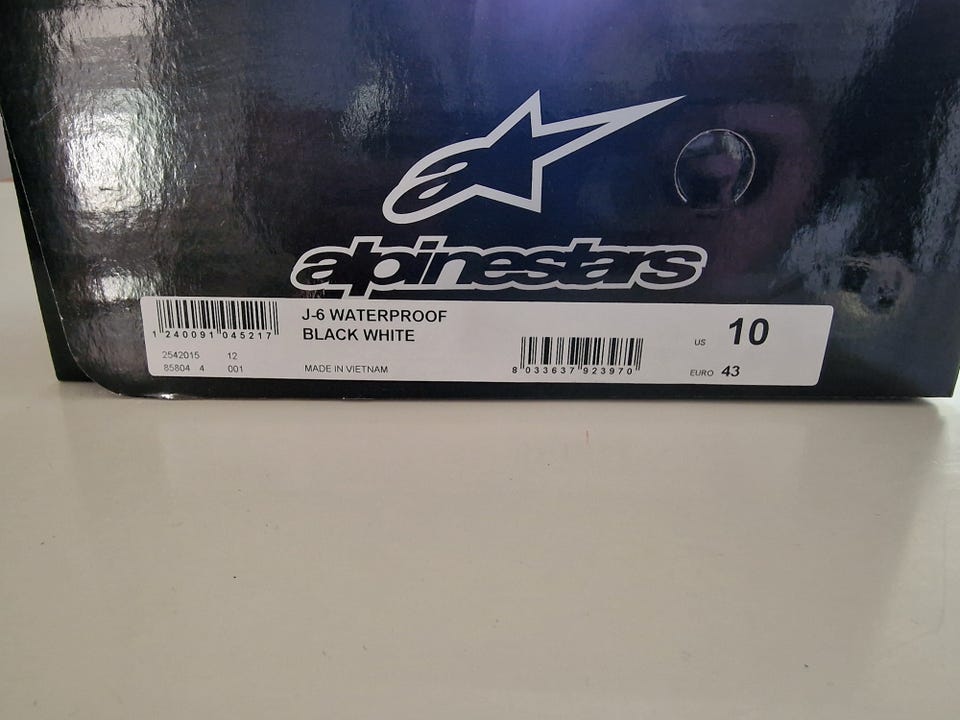 alpinestars
J-6 WATERPROOF
BLACK WHITE
1 240091 045217
2542015 12
85804 4 001
MADE IN VIETNAM
8 033637 923970
US 10
EURO 43